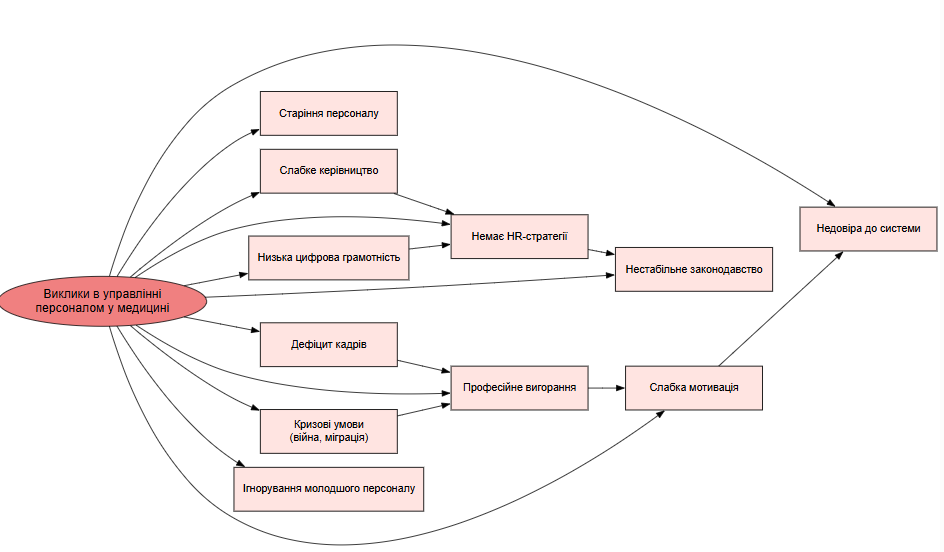 Старіння персоналу
Слабке керівництво
Недовіра до системи
Немає HR-стратегії
Низька цифрова грамотність
Нестабільне законодавство
Виклики в управлінні
персоналом у медицині
Дефіцит кадрів
Професійне вигорання
Слабка мотивація
Кризові умови
(війна, міграція)
Ігнорування молодшого персоналу